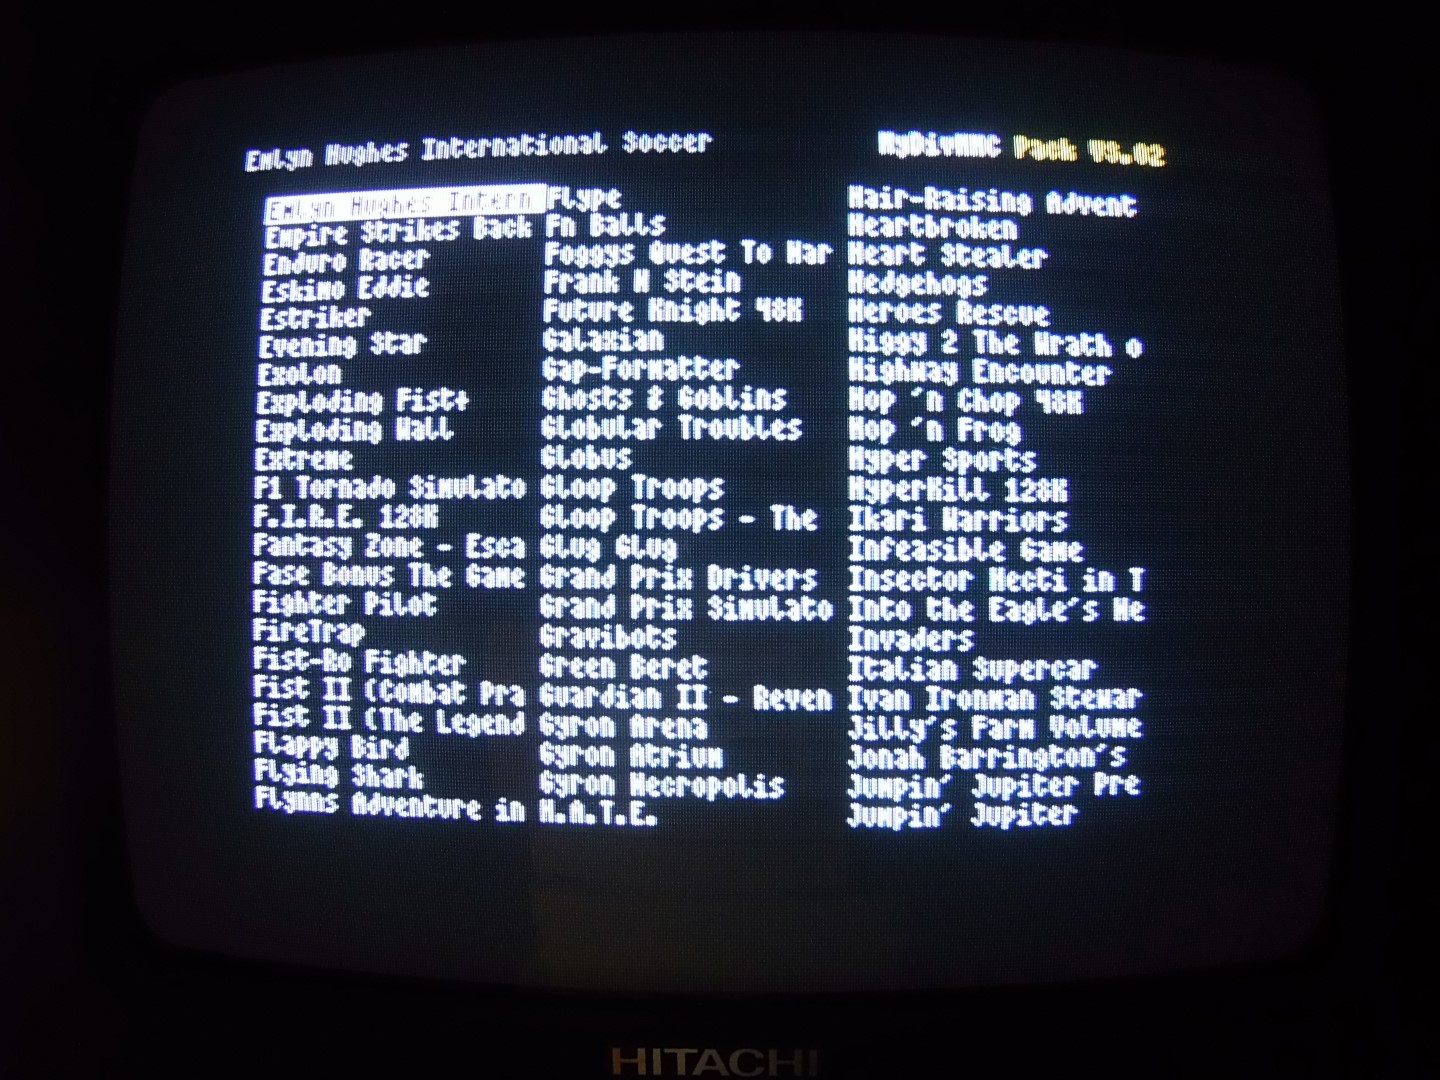 Emlyn Hughes International Soccer
MyDivMMC Pack V3.02
Emlyn Hughes Intern
Empire Strikes Back
Enduro Racer
Eskimo Eddie
Estriker
Evening Star
Exolon
Exploding Fist+
Exploding Wall
Extreme
F1 Tornado Simulato
F.I.R.E. 128K
Fantasy Zone - Esca
Fase Bonus The Game
Fighter Pilot
FireTrap
Fist-Ro Fighter
Fist II (Combat Pra
Fist II (The Legend
Flappy Bird
Flying Shark
Flynns Adventure in
Flype
Fn Balls
Foggys Quest To Mar
Frank N Stein
Future Knight 48K
Galaxian
Gap-Formatter
Ghosts & Goblins
Globular Troubles
Globus
Gloop Troops
Gloop Troops - The
Glug Glug
Grand Prix Drivers
Grand Prix Simulato
Gravibots
Green Beret
Guardian II - Reven
Gyron Arena
Gyron Atrium
Gyron Necropolis
H.A.T.E.
Hair-Raising Advent
Heartbroken
Heart Stealer
Hedgehogs
Heroes Rescue
Higgy 2 The Wrath o
Highway Encounter
Hop 'n Chop 48K
Hop 'n Frog
Hyper Sports
HyperKill 128K
Ikari Warriors
Infeasible Game
Insector Hecti in T
Into the Eagle's Ne
Invaders
Italian Supercar
Ivan Ironman Stewar
Jilly's Farm Volume
Jonah Barrington's
Jumpin' Jupiter Pre
Jumpin' Jupiter
HITACHI